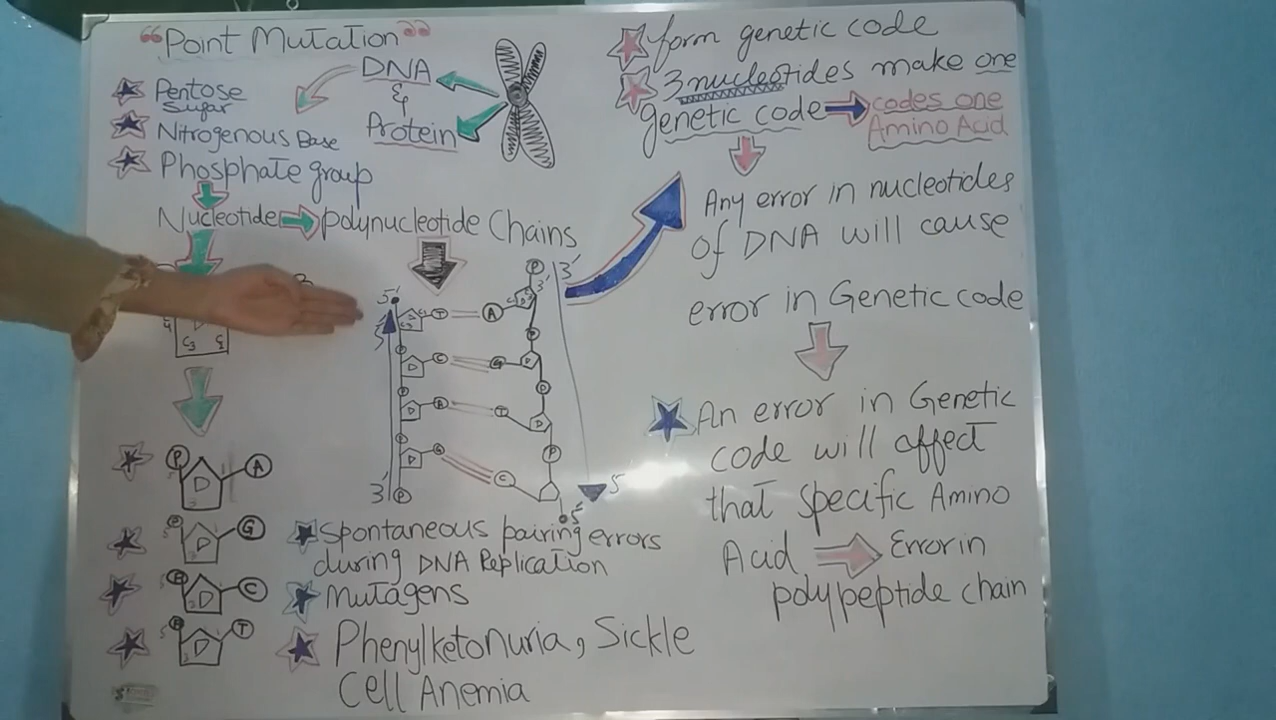 "Point Mutation"
DNA
&
Protein
Pentose
Sugar
Nitrogenous Base
Phosphate group
Nucleotide
polynucleotide Chains
C3
5'
T
A
C
G
A
T
G
C
3'
P
P
3'
3'
5
5'
P
D
A
P
D
G
P
D
C
P
D
T
Spontaneous pairing errors
during DNA Replication
Mutagens
Phenylketonuria, Sickle
Cell Anemia
form genetic code
3 nucleotides make one
genetic code
codes one
Amino Acid
Any error in nucleotides
of DNA will cause
error in Genetic code
An error in Genetic
code will affect
that specific Amino
Acid
Error in
polypeptide chain